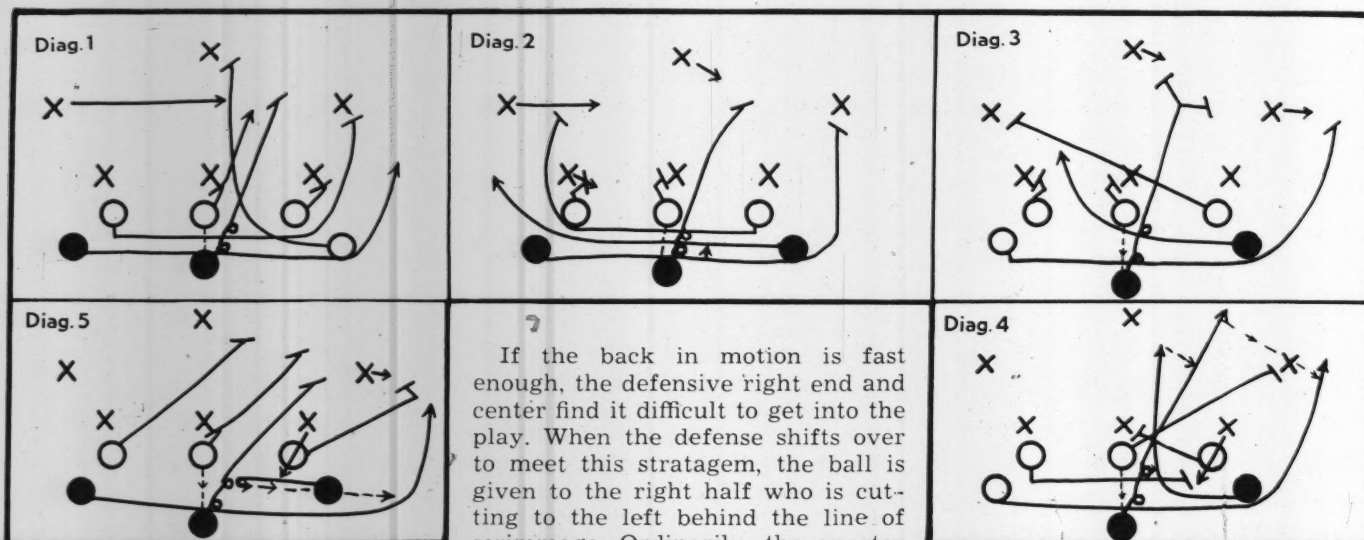 Diag. 1
Diag. 2
Diag. 3
Diag. 5
If the back in motion is fast
enough, the defensive right end and
center find it difficult to get into the
play. When the defense shifts over
to meet this stratagem, the ball is
given to the right half who is cut-
ting to the left behind the line of
Diag. 4